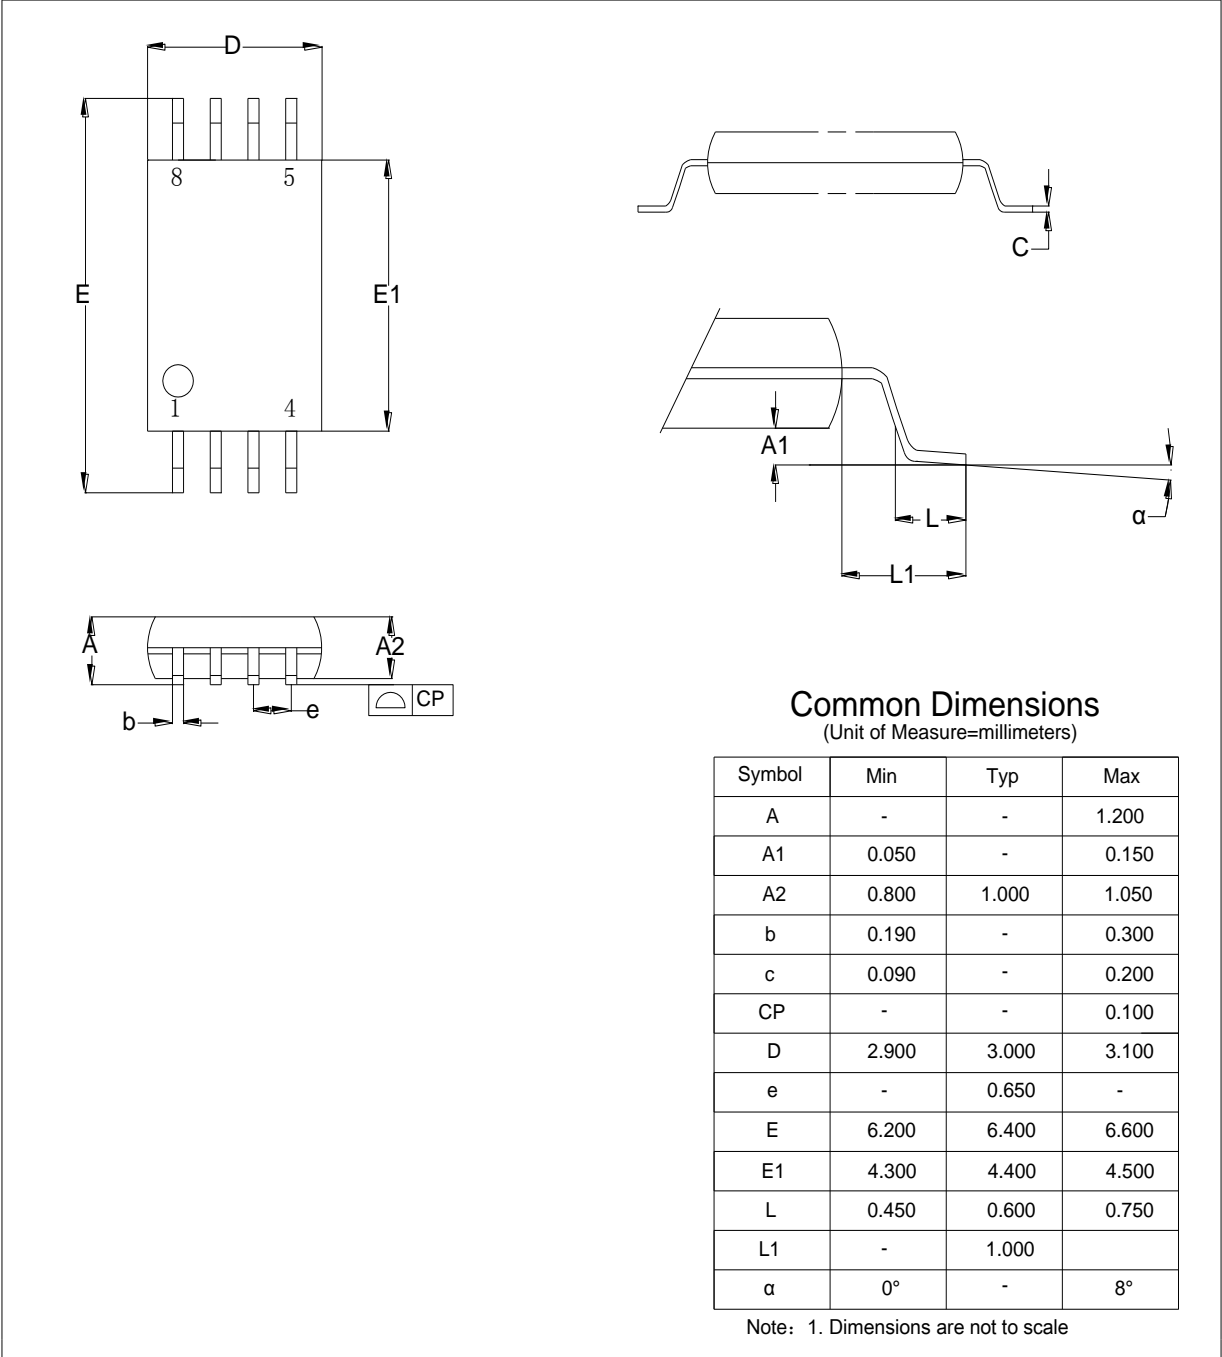 D
8 5
E
E1
1 4
C
A1
L
α
L1
A
A2
CP
b
e
Common Dimensions
(Unit of Measure=millimeters)
Symbol Min Typ Max
A - - 1.200
A1 0.050 - 0.150
A2 0.800 1.000 1.050
b 0.190 - 0.300
c 0.090 - 0.200
CP - - 0.100
D 2.900 3.000 3.100
e - 0.650 -
E 6.200 6.400 6.600
E1 4.300 4.400 4.500
L 0.450 0.600 0.750
L1 - 1.000
α 0° - 8°
Note：1. Dimensions are not to scale